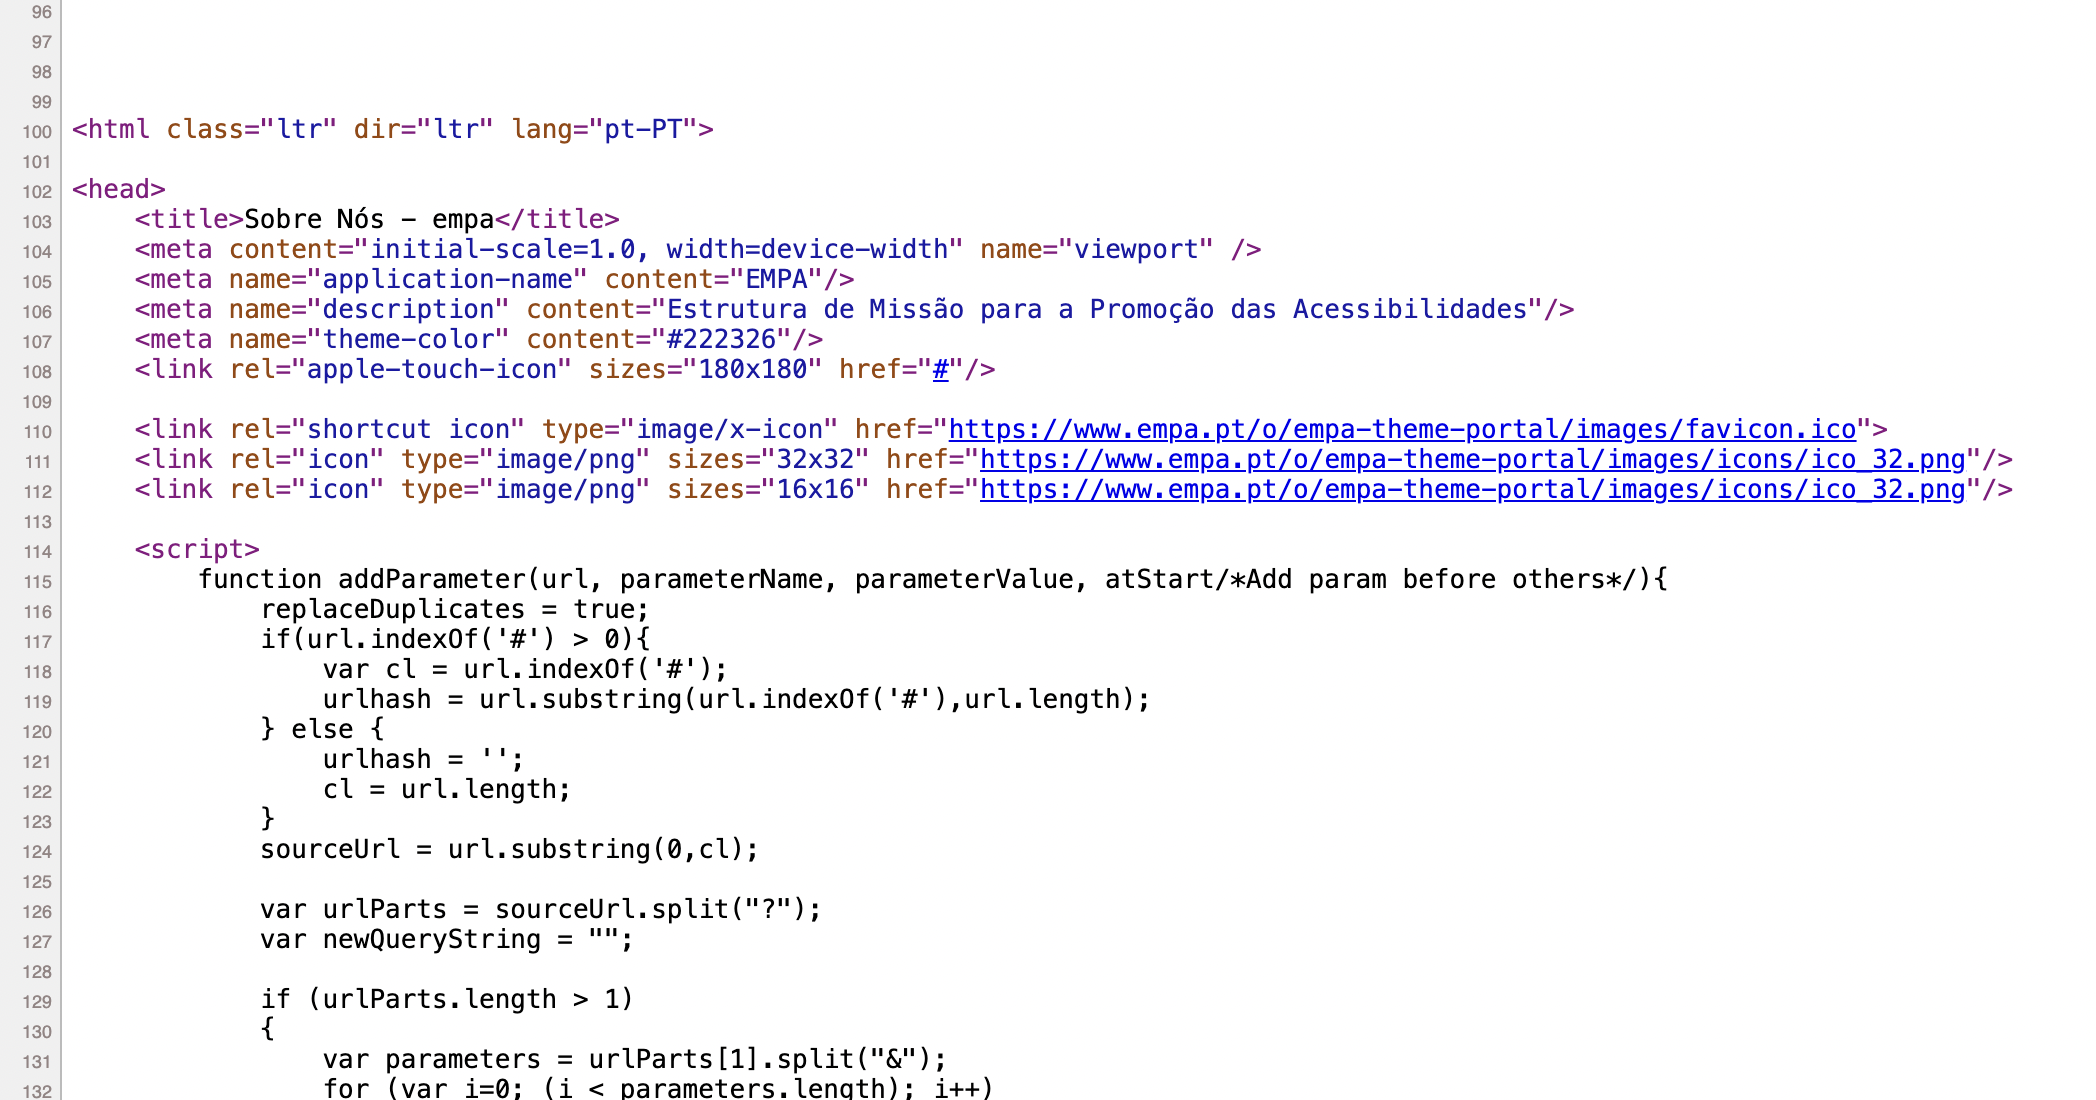 96
97
98
99
100 <html class="ltr" dir="ltr" lang="pt-PT">
101
102 <head>
103     <title>Sobre Nós - empa</title>
104     <meta content="initial-scale=1.0, width=device-width" name="viewport" />
105     <meta name="application-name" content="EMPA"/>
106     <meta name="description" content="Estrutura de Missão para a Promoção das Acessibilidades"/>
107     <meta name="theme-color" content="#222326"/>
108     <link rel="apple-touch-icon" sizes="180x180" href="#"/>
109
110     <link rel="shortcut icon" type="image/x-icon" href="https://www.empa.pt/o/empa-theme-portal/images/favicon.ico">
111     <link rel="icon" type="image/png" sizes="32x32" href="https://www.empa.pt/o/empa-theme-portal/images/icons/ico_32.png"/>
112     <link rel="icon" type="image/png" sizes="16x16" href="https://www.empa.pt/o/empa-theme-portal/images/icons/ico_32.png"/>
113
114     <script>
115         function addParameter(url, parameterName, parameterValue, atStart/*Add param before others*/){
116             replaceDuplicates = true;
117             if(url.indexOf('#') > 0){
118                 var cl = url.indexOf('#');
119                 urlhash = url.substring(url.indexOf('#'),url.length);
120             } else {
121                 urlhash = '';
122                 cl = url.length;
123             }
124             sourceUrl = url.substring(0,cl);
125
126             var urlParts = sourceUrl.split("?");
127             var newQueryString = "";
128
129             if (urlParts.length > 1)
130             {
131                 var parameters = urlParts[1].split("&");
132                 for (var i=0; (i < parameters.length); i++)